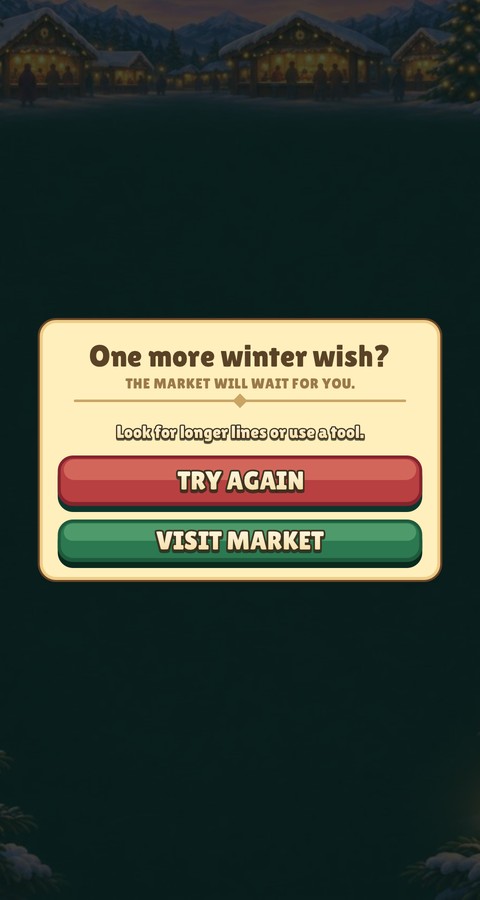 One more winter wish?
THE MARKET WILL WAIT FOR YOU.
Look for longer lines or use a tool.
TRY AGAIN
VISIT MARKET